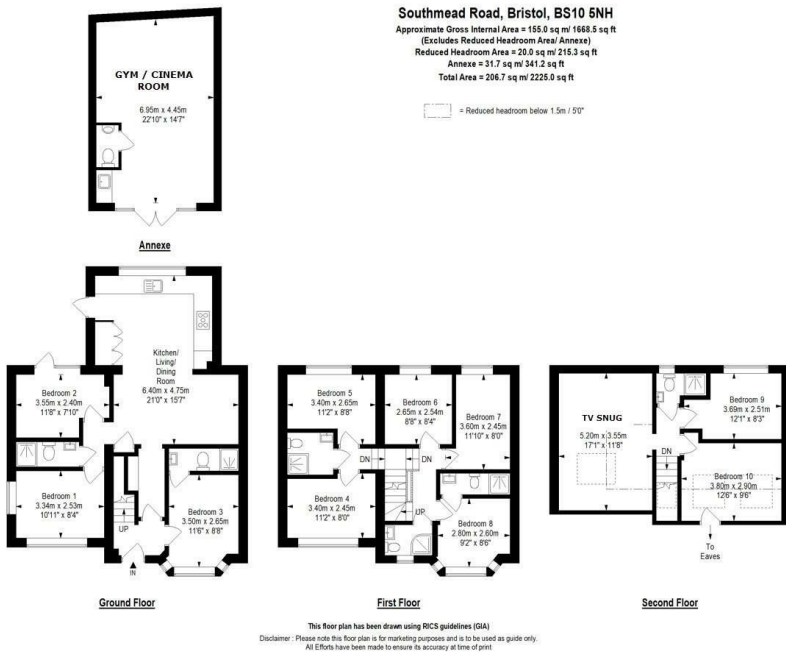 Southmead Road, Bristol, BS10 5NH
Approximate Gross Internal Area = 155.0 sq m/ 1668.5 sq ft
(Excludes Reduced Headroom Area/ Annexe)
Reduced Headroom Area = 20.0 sq m/ 215.3 sq ft
Annexe = 31.7 sq m/ 341.2 sq ft
Total Area = 206.7 sq m/ 2225.0 sq ft
= Reduced headroom below 1.5m / 5'0"
GYM / CINEMA
ROOM
6.95m x 4.45m
22'10" x 14'7"
Annexe
Kitchen/
Living/
Dining
Room
6.40m x 4.75m
21'0" x 15'7"
Bedroom 2
3.55m x 2.40m
11'8" x 7'10"
Bedroom 1
3.34m x 2.53m
10'11" x 8'4"
UP
Bedroom 3
3.50m x 2.65m
11'6" x 8'8"
IN
Ground Floor
Bedroom 5
3.40m x 2.65m
11'2" x 8'8"
Bedroom 6
2.65m x 2.54m
8'8" x 8'4"
Bedroom 7
3.60m x 2.45m
11'10" x 8'0"
DN
DN
Bedroom 4
3.40m x 2.45m
11'2" x 8'0"
UP
Bedroom 8
2.80m x 2.60m
9'2" x 8'6"
First Floor
TV SNUG
5.20m x 3.55m
17'1" x 11'8"
Bedroom 9
3.69m x 2.51m
12'1" x 8'3"
DN
Bedroom 10
3.80m x 2.90m
12'6" x 9'6"
To
Eaves
Second Floor
This floor plan has been drawn using RICS guidelines (GIA)
Disclaimer : Please note this floor plan is for marketing purposes and is to be used as guide only.
All Efforts have been made to ensure its accuracy at time of print